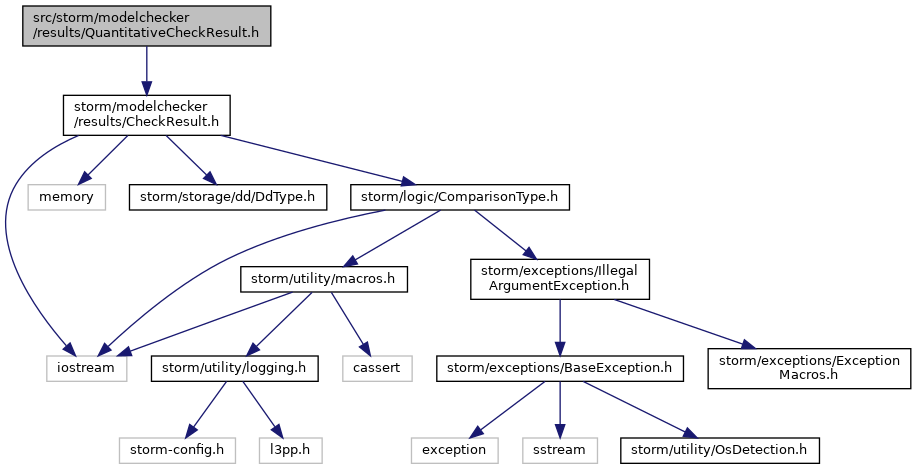 src/storm/modelchecker
/results/QuantitativeCheckResult.h
storm/modelchecker
/results/CheckResult.h
memory
storm/storage/dd/DdType.h
storm/logic/ComparisonType.h
storm/utility/macros.h
storm/exceptions/Illegal
ArgumentException.h
iostream
storm/utility/logging.h
cassert
storm/exceptions/BaseException.h
storm/exceptions/Exception
Macros.h
storm-config.h
l3pp.h
exception
sstream
storm/utility/OsDetection.h